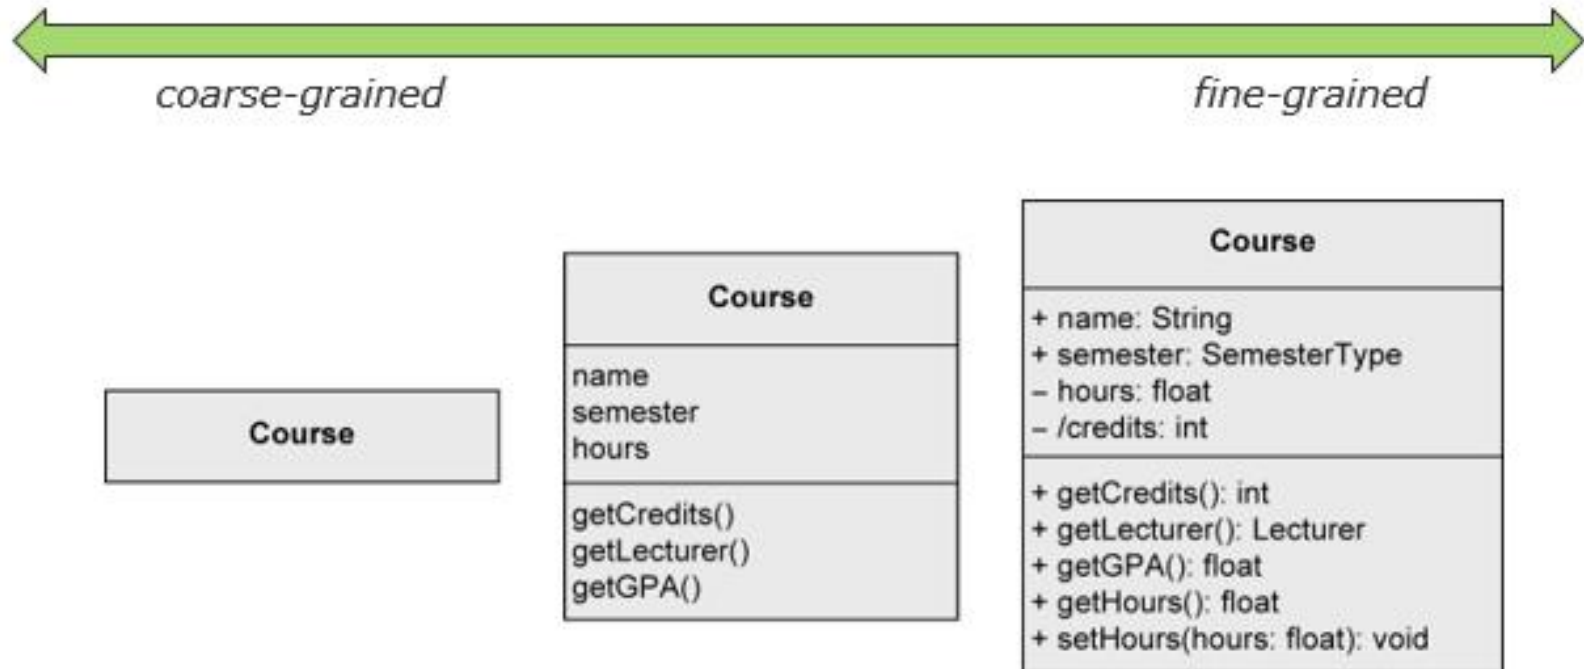 coarse-grained
fine-grained
Course
Course
name
semester
hours
getCredits()
getLecturer()
getGPA()
Course
+ name: String
+ semester: SemesterType
– hours: float
– /credits: int
+ getCredits(): int
+ getLecturer(): Lecturer
+ getGPA(): float
+ getHours(): float
+ setHours(hours: float): void